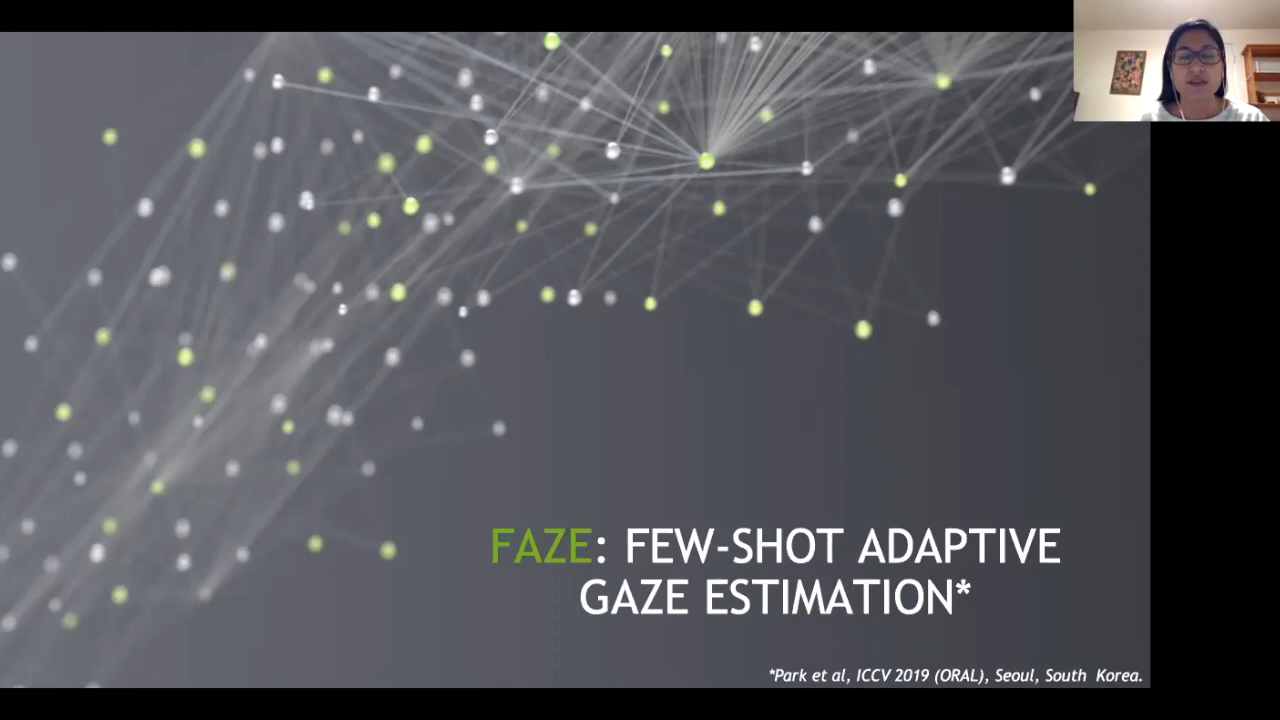 FAZE: FEW-SHOT ADAPTIVE
GAZE ESTIMATION*
*Park et al, ICCV 2019 (ORAL), Seoul, South Korea.